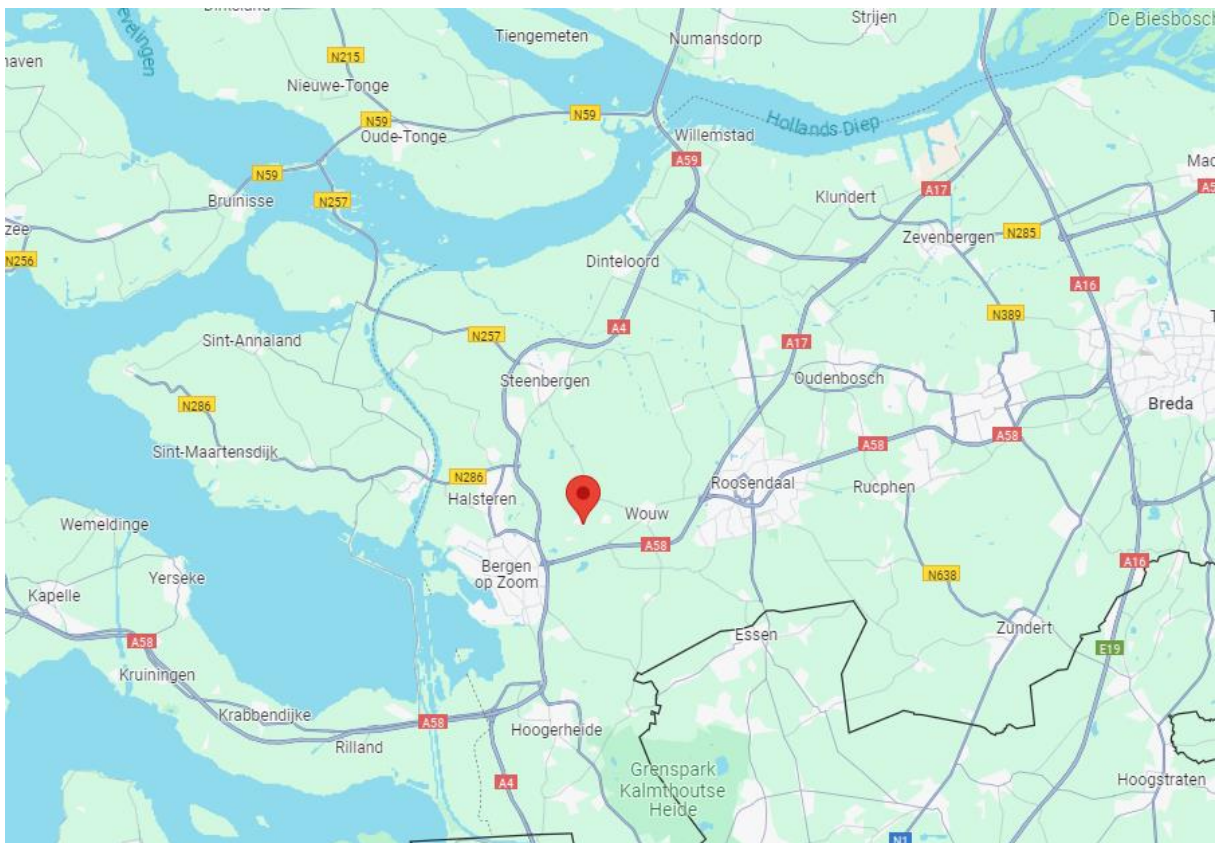 Strijen
De Biesbosch
Tiengemeten
Numansdorp
N215
Nieuwe-Tonge
N59
N59
Oude-Tonge
Hollands Diep
Willemstad
A59
N59
Bruinisse
N257
Klundert
A17
N256
Zevenbergen
N285
Dinteloord
A16
N389
A4
N257
Sint-Annaland
A17
Steenbergen
Oudenbosch
N286
Breda
A58
A58
Sint-Maartensdijk
N286
Halsteren
Roosendaal
Rucphen
Wouw
Wemeldinge
A58
A16
Bergen
op Zoom
Yerseke
N638
Kapelle
Essen
Zundert
A58
E19
Kruiningen
Krabbendijke
A58
Rilland
Hoogerheide
Grenspark
Kalmthoutse
Heide
A4
Hoogstraten
N1